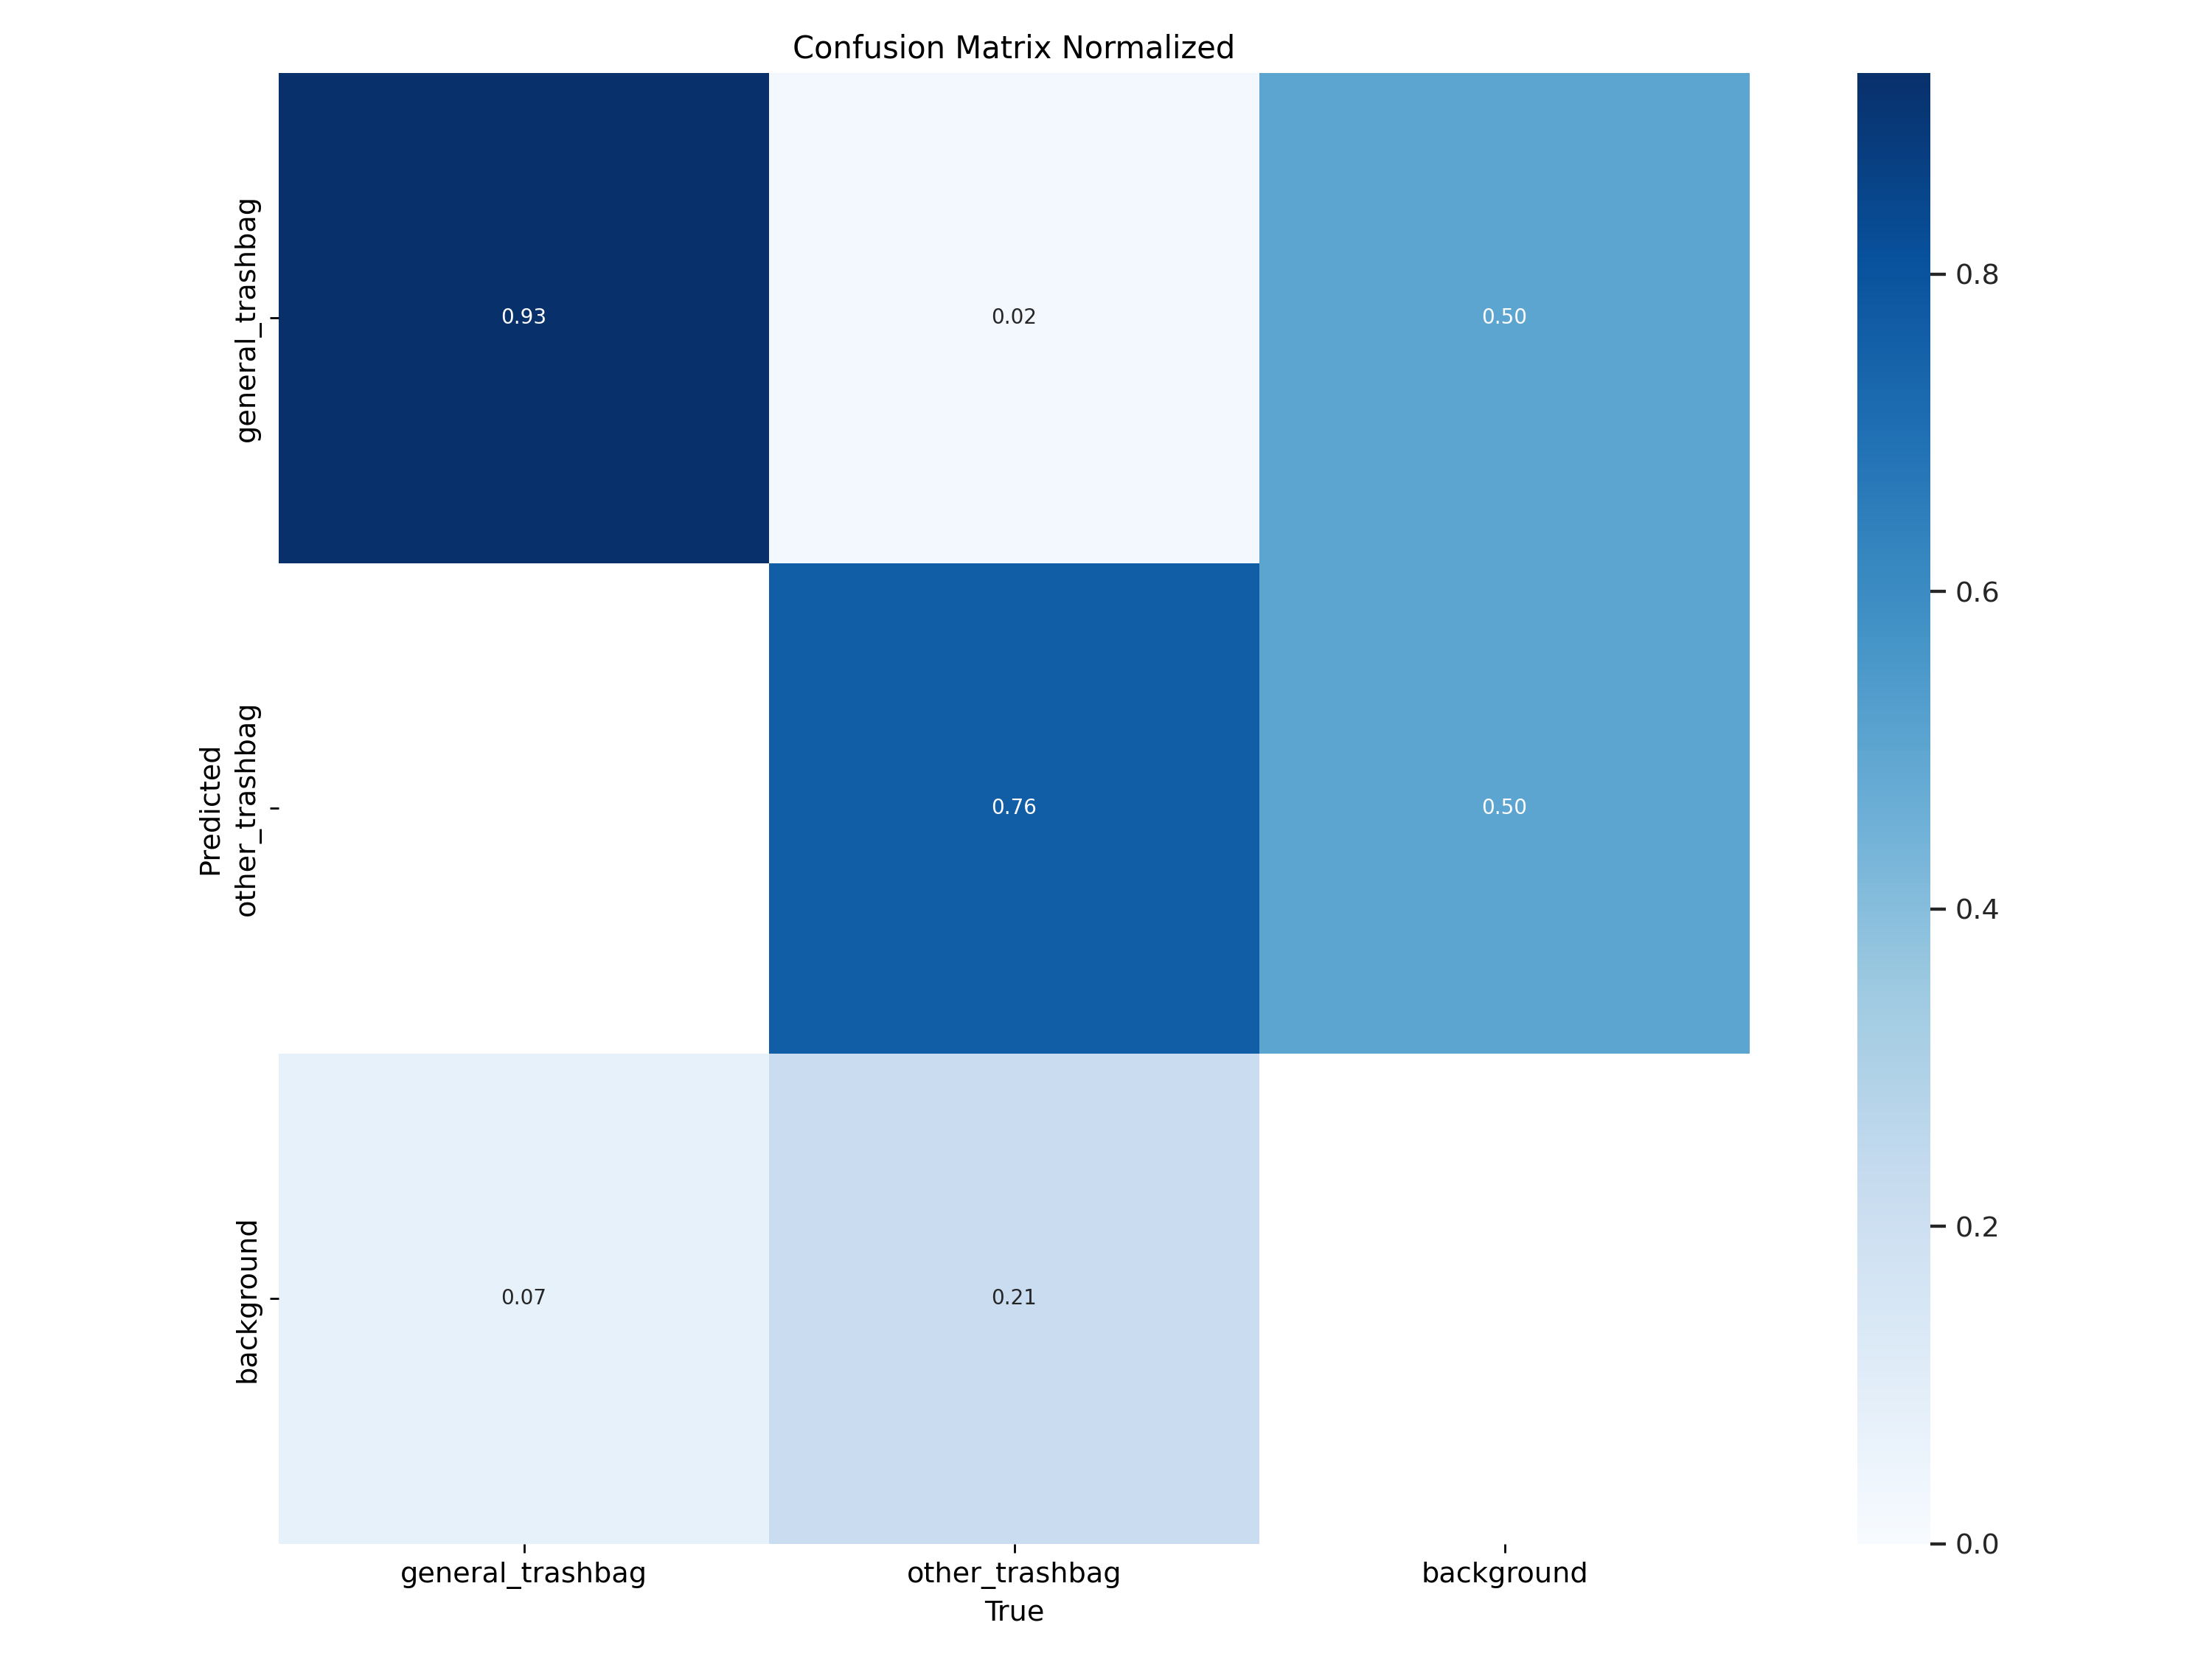 Confusion Matrix Normalized
general_trashbag
0.93
0.02
0.50
0.8
0.6
Predicted
other_trashbag
0.76
0.50
0.4
background
0.07
0.21
0.2
0.0
general_trashbag
other_trashbag
background
True